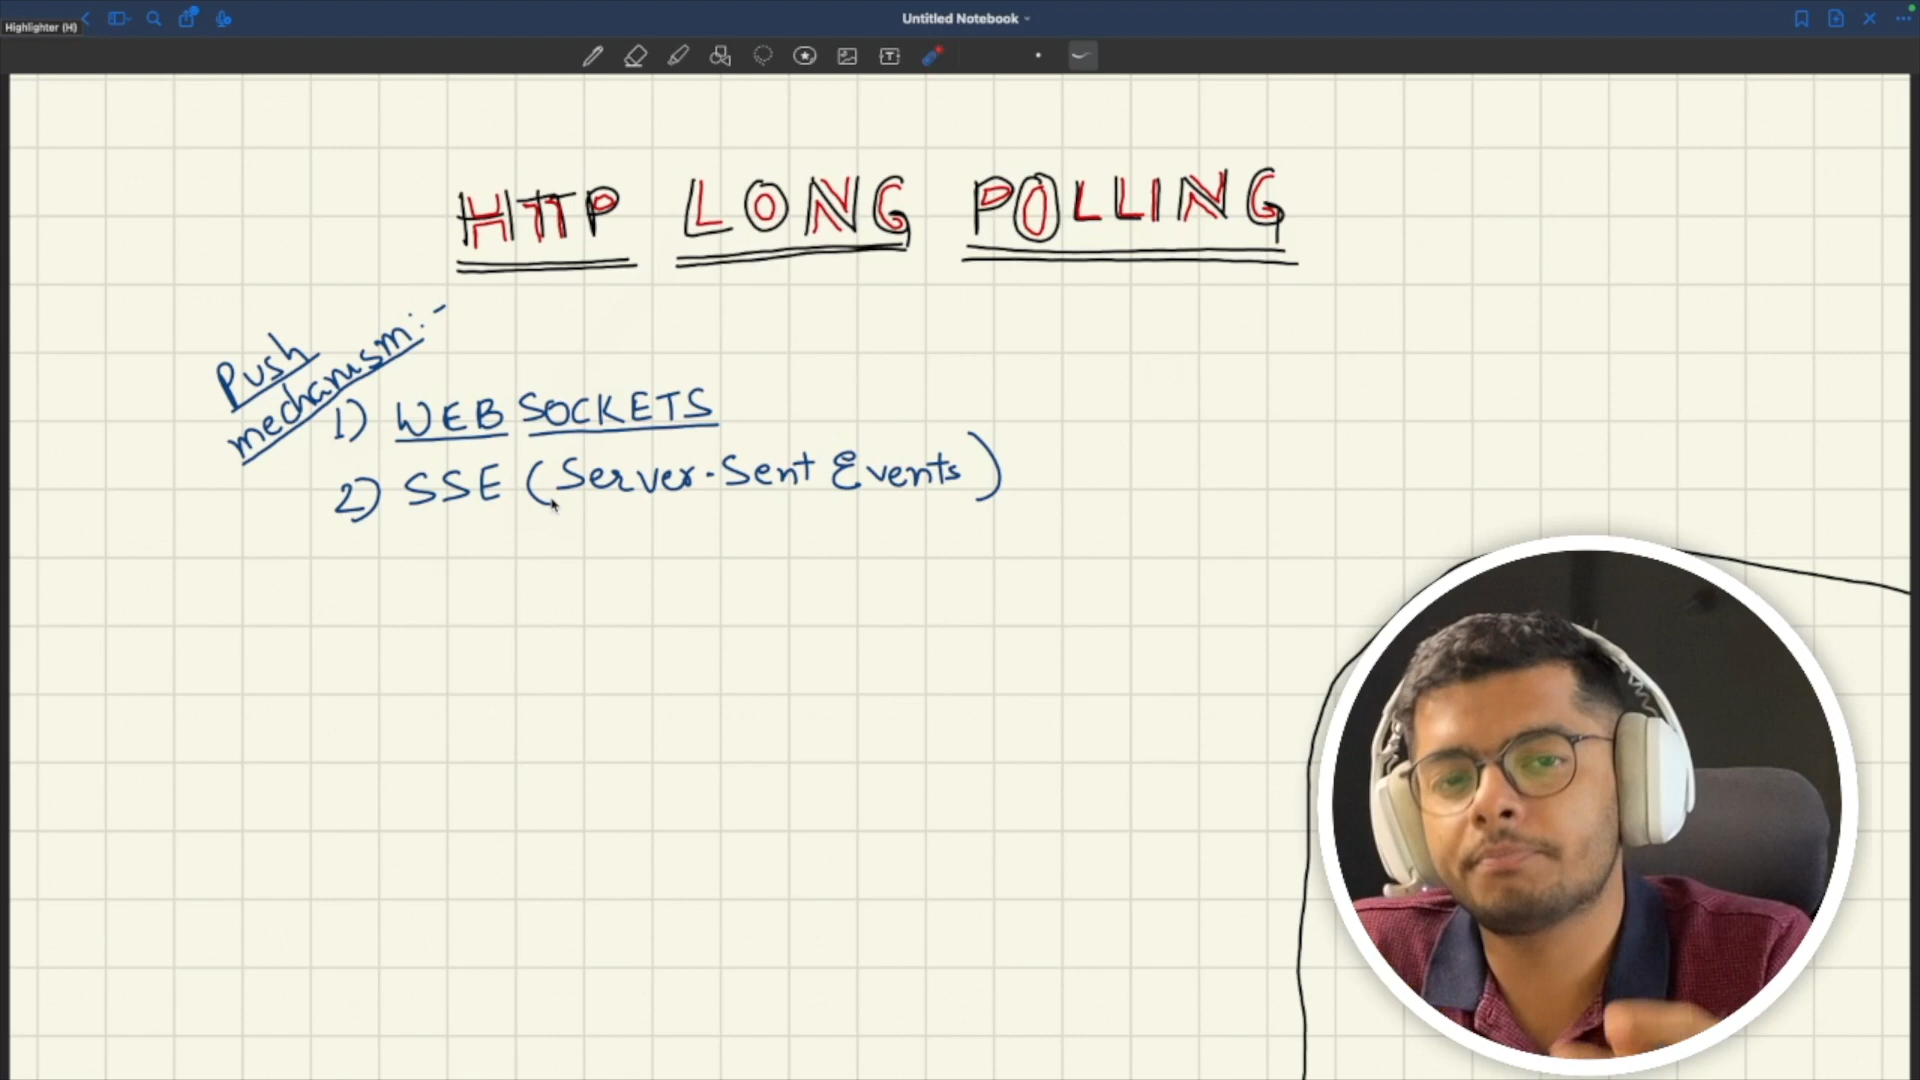 Highlighter (H)
Untitled Notebook
HTTP LONG POLLING
Push
mechanism:-
1) WEB SOCKETS
2) SSE (Server-Sent Events)